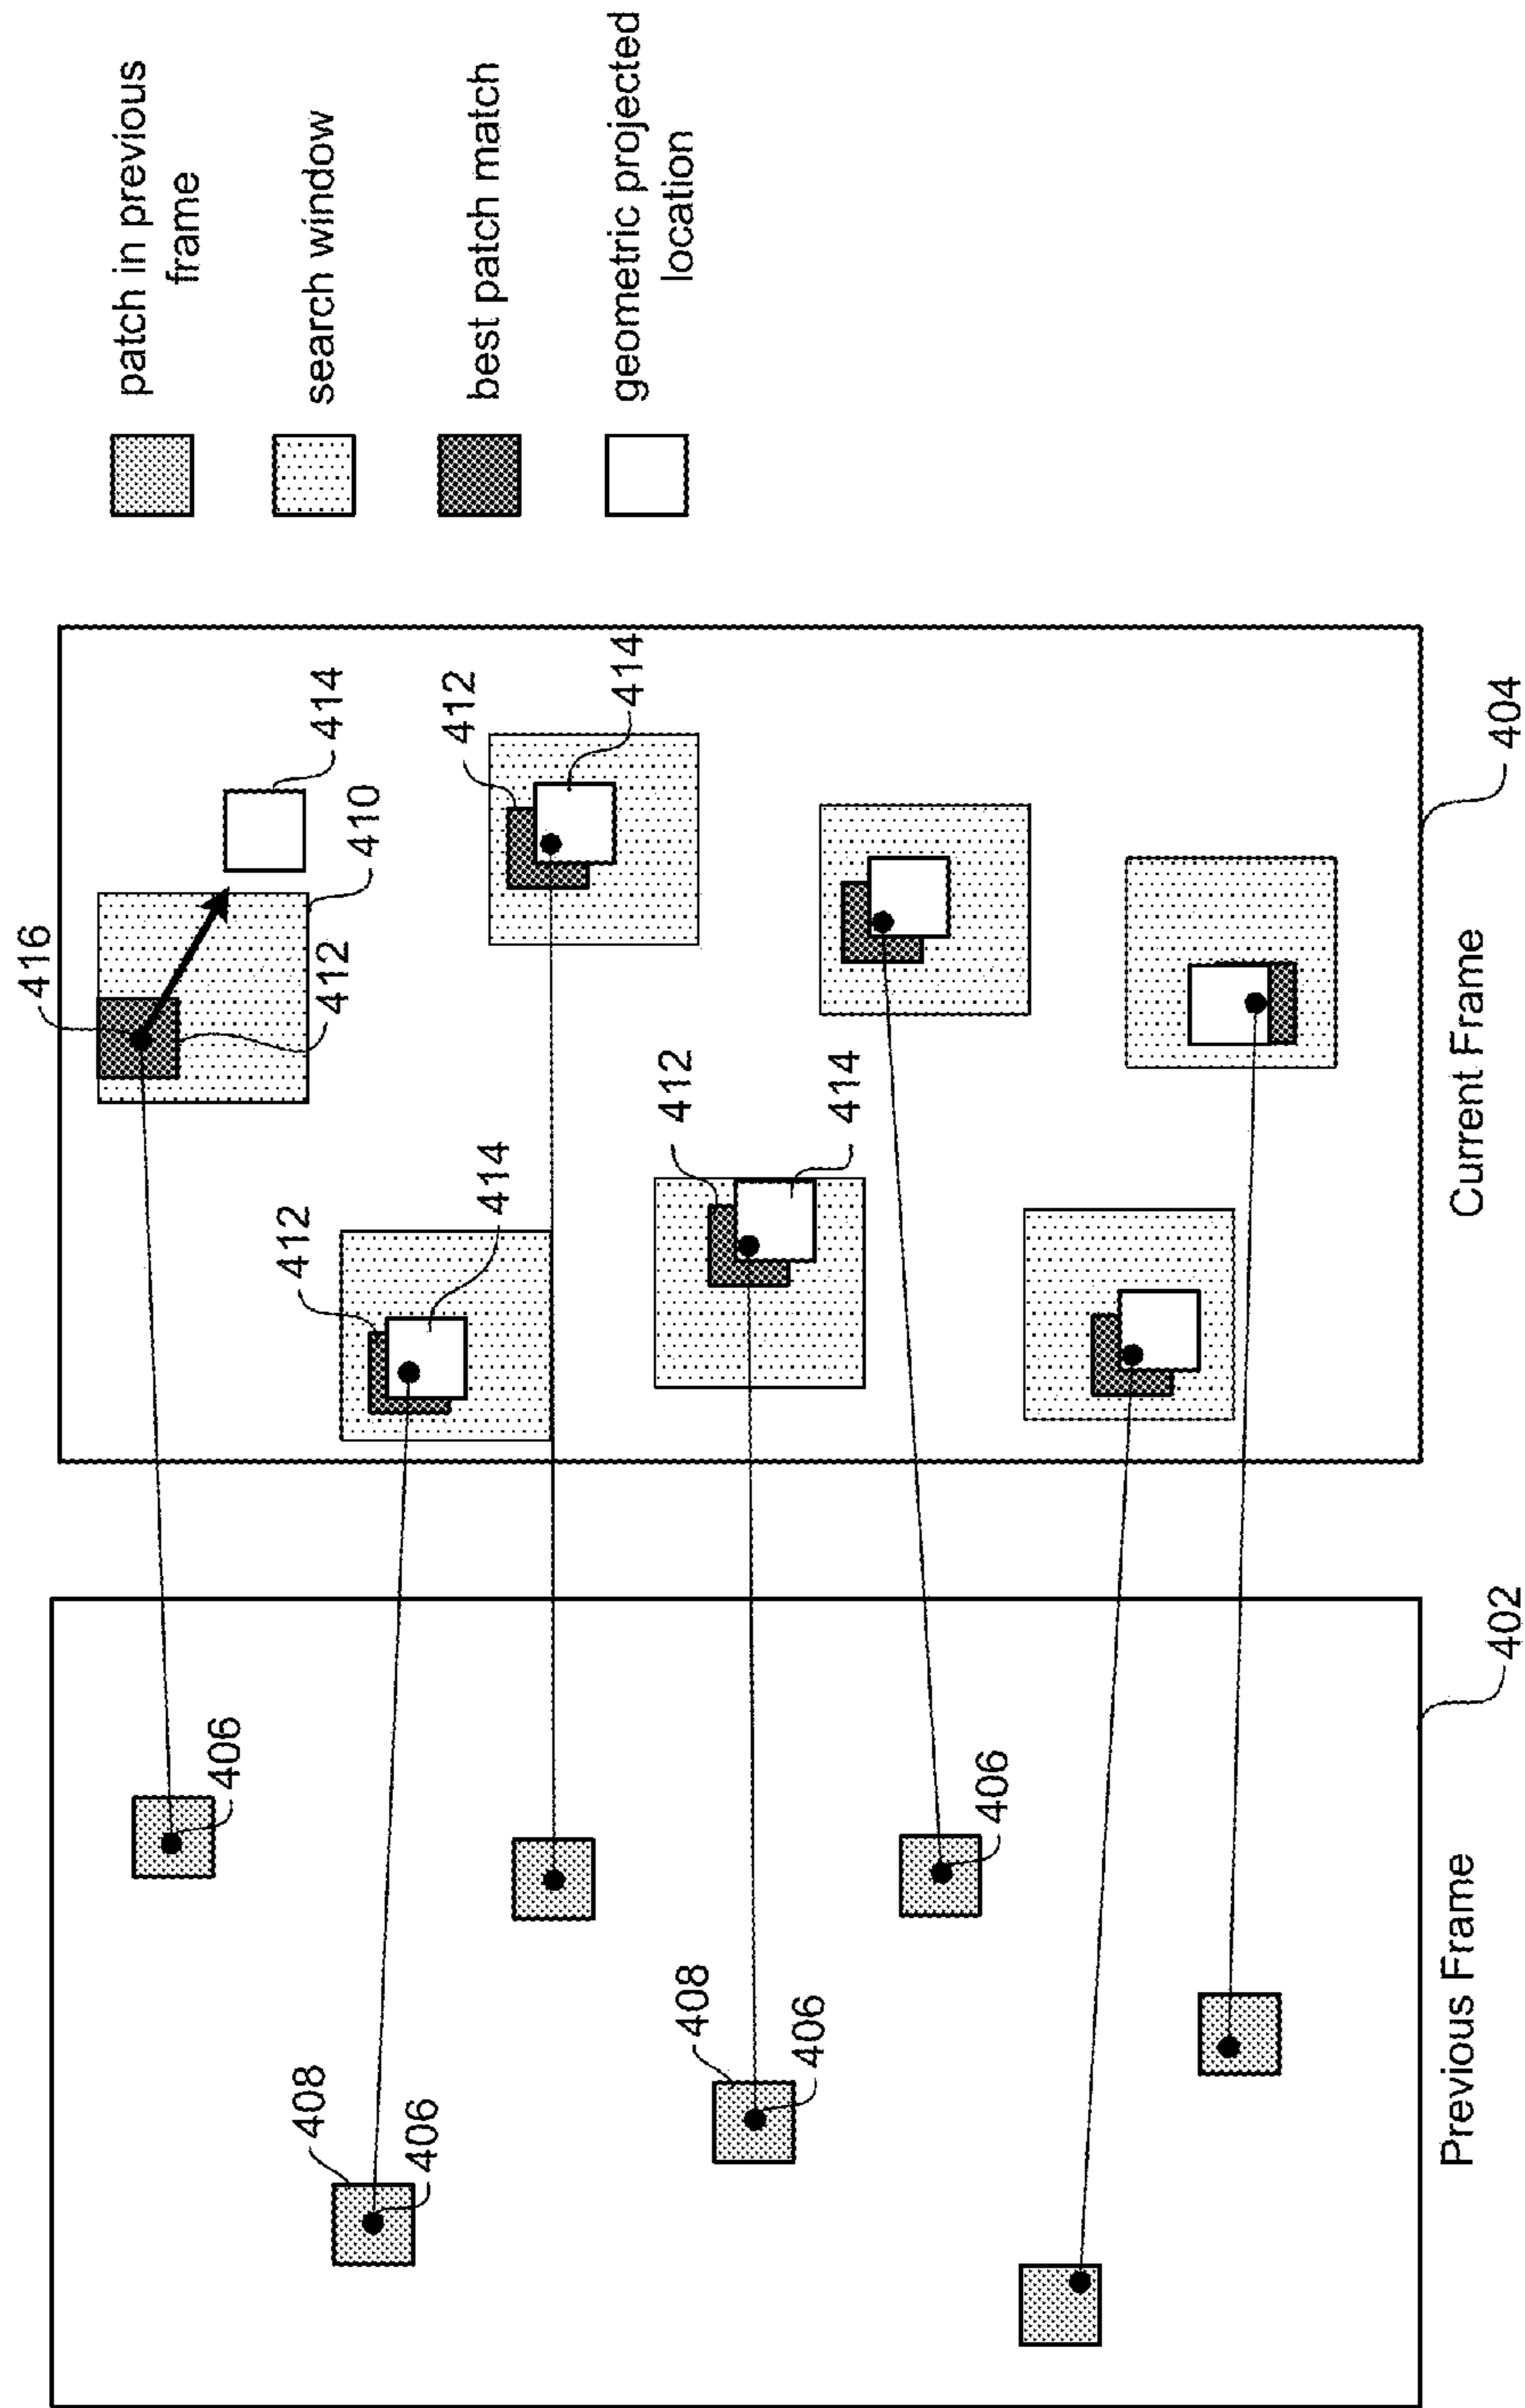 416
patch in previous
frame
406
408
412
412
414
search window
410
406
412
best patch match
414
414
geometric projected
location
408
412
406
414
406
Previous Frame
Current Frame
402
404